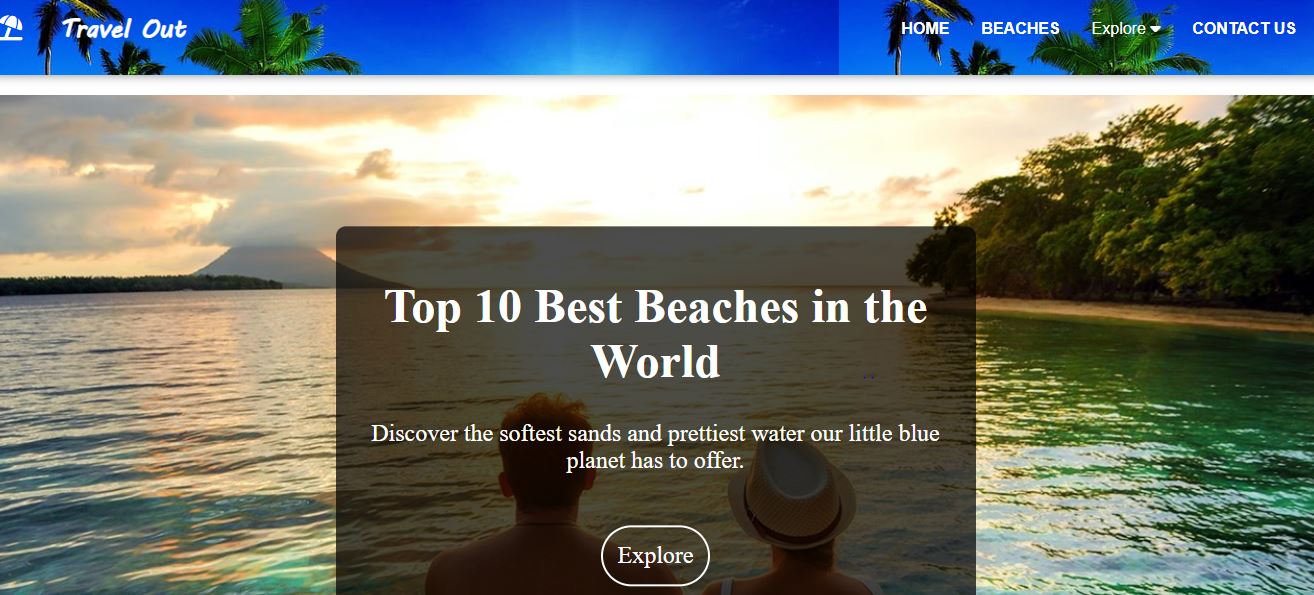 Travel Out
HOME BEACHES Explore CONTACT US
Top 10 Best Beaches in the
World
Discover the softest sands and prettiest water our little blue
planet has to offer.
Explore